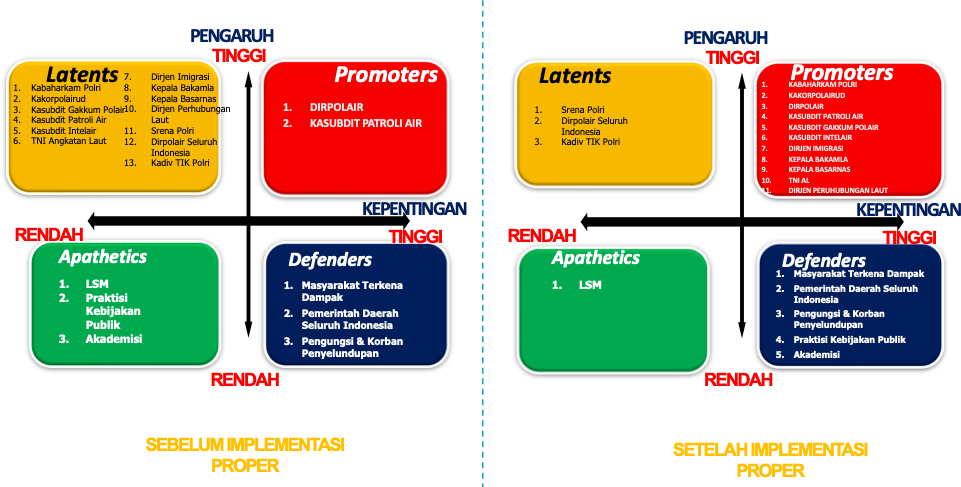 PENGARUH
TINGGI
Latents
1. Kabaharkam Polri
2. Kakorpolairud
3. Kasubdit Gakkum Polair
4. Kasubdit Patroli Air
5. Kasubdit Intelair
6. TNI Angkatan Laut
7. Dirjen Imigrasi
8. Kepala Bakamla
9. Kepala Basarnas
10. Dirjen Perhubungan
Laut
11. Srena Polri
12. Dirpolair Seluruh
Indonesia
13. Kadiv TIK Polri
Promoters
1. DIRPOLAIR
2. KASUBDIT PATROLI AIR
KEPENTINGAN
RENDAH
TINGGI
Apathetics
1. LSM
2. Praktisi
Kebijakan
Publik
3. Akademisi
Defenders
1. Masyarakat Terkena
Dampak
2. Pemerintah Daerah
Seluruh Indonesia
3. Pengungsi & Korban
Penyelundupan
RENDAH
SEBELUM IMPLEMENTASI
PROPER
PENGARUH
TINGGI
Latents
1. Srena Polri
2. Dirpolair Seluruh
Indonesia
3. Kadiv TIK Polri
Promoters
1. KABAHARKAM POLRI
2. KAKORPOLAIRUD
3. DIRPOLAIR
4. KASUBDIT PATROLI AIR
5. KASUBDIT GAKKUM POLAIR
6. KASUBDIT INTELAIR
7. DIRJEN IMIGRASI
8. KEPALA BAKAMLA
9. KEPALA BASARNAS
10. TNI AL
11. DIRJEN PERUHUBUNGAN LAUT
KEPENTINGAN
RENDAH
TINGGI
Apathetics
1. LSM
Defenders
1. Masyarakat Terkena Dampak
2. Pemerintah Daerah Seluruh
Indonesia
3. Pengungsi & Korban
Penyelundupan
4. Praktisi Kebijakan Publik
5. Akademisi
RENDAH
SETELAH IMPLEMENTASI
PROPER